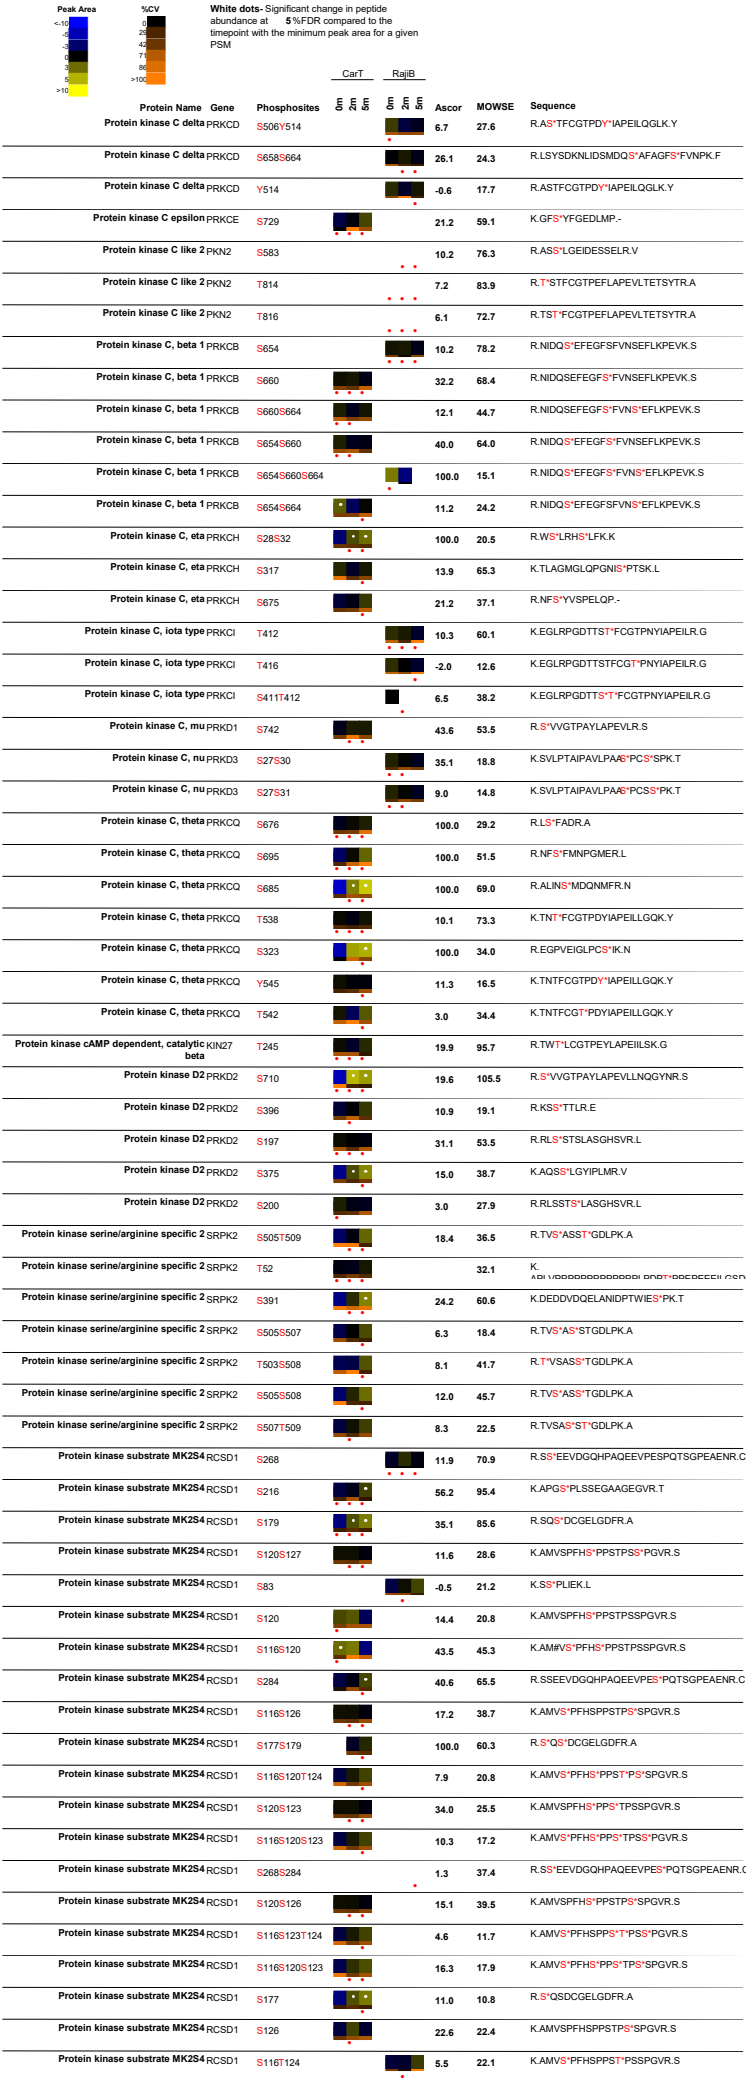 Peak Area %CV White dots- Significant change in peptide
abundance at 5 %FDR compared to the
timepoint with the minimum peak area for a given
PSM
<-10 0
-5 29
-3 42
0 71
3 86
5 >100
>10
CarT RajiB
Protein Name Gene Phosphosites 0m 2m 5m 0m 2m 5m Ascor MOWSE Sequence
Protein kinase C delta PRKCD S506Y514 6.7 27.6 R.AS*TFCGTPDY*IAPEILQGLK.Y
Protein kinase C delta PRKCD S658S664 26.1 24.3 R.LSYSDKNLIDSMDQS*AFAGFS*FVNPK.F
Protein kinase C delta PRKCD Y514 -0.6 17.7 R.ASTFCGTPDY*IAPEILQGLK.Y
Protein kinase C epsilon PRKCE S729 21.2 59.1 K.GFS*YFGEDLMP.-
Protein kinase C like 2 PKN2 S583 10.2 76.3 R.ASS*LGEIDESSELR.V
Protein kinase C like 2 PKN2 T814 7.2 83.9 R.T*STFCGTPEFLAPEVLTETSYTR.A
Protein kinase C like 2 PKN2 T816 6.1 72.7 R.TST*FCGTPEFLAPEVLTETSYTR.A
Protein kinase C, beta 1 PRKCB S654 10.2 78.2 R.NIDQS*EFEGFSFVNSEFLKPEVK.S
Protein kinase C, beta 1 PRKCB S660 32.2 68.4 R.NIDQSEFEGFS*FVNSEFLKPEVK.S
Protein kinase C, beta 1 PRKCB S660S664 12.1 44.7 R.NIDQSEFEGFS*FVNS*EFLKPEVK.S
Protein kinase C, beta 1 PRKCB S654S660 40.0 64.0 R.NIDQS*EFEGFS*FVNSEFLKPEVK.S
Protein kinase C, beta 1 PRKCB S654S660S664 100.0 15.1 R.NIDQS*EFEGFS*FVNS*EFLKPEVK.S
Protein kinase C, beta 1 PRKCB S654S664 11.2 24.2 R.NIDQS*EFEGFSFVNS*EFLKPEVK.S
Protein kinase C, eta PRKCH S28S32 100.0 20.5 R.WS*LRHS*LFK.K
Protein kinase C, eta PRKCH S317 13.9 65.3 K.TLAGMGLQPGNIS*PTSK.L
Protein kinase C, eta PRKCH S675 21.2 37.1 R.NFS*YVSPELQP.-
Protein kinase C, iota type PRKCI T412 10.3 60.1 K.EGLRPGDTTST*FCGTPNYIAPEILR.G
Protein kinase C, iota type PRKCI T416 -2.0 12.6 K.EGLRPGDTTSTFCGT*PNYIAPEILR.G
Protein kinase C, iota type PRKCI S411T412 6.5 38.2 K.EGLRPGDTTS*T*FCGTPNYIAPEILR.G
Protein kinase C, mu PRKD1 S742 43.6 53.5 R.S*VVGTPAYLAPEVLR.S
Protein kinase C, nu PRKD3 S27S30 35.1 18.8 K.SVLPTAIPAVLPAAS*PCS*SPK.T
Protein kinase C, nu PRKD3 S27S31 9.0 14.8 K.SVLPTAIPAVLPAAS*PCSS*PK.T
Protein kinase C, theta PRKCQ S676 100.0 29.2 R.LS*FADR.A
Protein kinase C, theta PRKCQ S695 100.0 51.5 R.NFS*FMNPGMER.L
Protein kinase C, theta PRKCQ S685 100.0 69.0 R.ALINS*MDQNMFR.N
Protein kinase C, theta PRKCQ T538 10.1 73.3 K.TNT*FCGTPDYIAPEILLGQK.Y
Protein kinase C, theta PRKCQ S323 100.0 34.0 R.EGPVEIGLPCS*IK.N
Protein kinase C, theta PRKCQ Y545 11.3 16.5 K.TNTFCGTPDY*IAPEILLGQK.Y
Protein kinase C, theta PRKCQ T542 3.0 34.4 K.TNTFCGT*PDYIAPEILLGQK.Y
Protein kinase cAMP dependent, catalytic KIN27 T245 19.9 95.7 R.TWT*LCGTPEYLAPEIILSK.G
beta
Protein kinase D2 PRKD2 S710 19.6 105.5 R.S*VVGTPAYLAPEVLLNQGYNR.S
Protein kinase D2 PRKD2 S396 10.9 19.1 R.KSS*TTLR.E
Protein kinase D2 PRKD2 S197 31.1 53.5 R.RLS*STSLASGHSVR.L
Protein kinase D2 PRKD2 S375 15.0 38.7 K.AQSS*LGYIPLMR.V
Protein kinase D2 PRKD2 S200 3.0 27.9 R.RLSSTS*LASGHSVR.L
Protein kinase serine/arginine specific 2 SRPK2 S505T509 18.4 36.5 R.TVS*ASST*GDLPK.A
Protein kinase serine/arginine specific 2 SRPK2 T52 32.1 K.
Protein kinase serine/arginine specific 2 SRPK2 S391 24.2 60.6 K.DEDDVDQELANIDPTWIES*PK.T
Protein kinase serine/arginine specific 2 SRPK2 S505S507 6.3 18.4 R.TVS*AS*STGDLPK.A
Protein kinase serine/arginine specific 2 SRPK2 T503S508 8.1 41.7 R.T*VSASS*TGDLPK.A
Protein kinase serine/arginine specific 2 SRPK2 S505S508 12.0 45.7 R.TVS*ASS*TGDLPK.A
Protein kinase serine/arginine specific 2 SRPK2 S507T509 8.3 22.5 R.TVSAS*ST*GDLPK.A
Protein kinase substrate MK2S4 RCSD1 S268 11.9 70.9 R.SS*EEVDGQHPAQEEVPESPQTSGPEAENR.C
Protein kinase substrate MK2S4 RCSD1 S216 56.2 95.4 K.APGS*PLSSEGAAGEGVR.T
Protein kinase substrate MK2S4 RCSD1 S179 35.1 85.6 R.SQS*DCGELGDFR.A
Protein kinase substrate MK2S4 RCSD1 S120S127 11.6 28.6 K.AMVSPFHS*PPSTPSS*PGVR.S
Protein kinase substrate MK2S4 RCSD1 S83 -0.5 21.2 K.SS*PLIEK.L
Protein kinase substrate MK2S4 RCSD1 S120 14.4 20.8 K.AMVSPFHS*PPSTPSSPGVR.S
Protein kinase substrate MK2S4 RCSD1 S116S120 43.5 45.3 K.AM#VS*PFHS*PPSTPSSPGVR.S
Protein kinase substrate MK2S4 RCSD1 S284 40.6 65.5 R.SSEEVDGQHPAQEEVPES*PQTSGPEAENR.C
Protein kinase substrate MK2S4 RCSD1 S116S126 17.2 38.7 K.AMVS*PFHSPPSTPS*SPGVR.S
Protein kinase substrate MK2S4 RCSD1 S177S179 100.0 60.3 R.S*QS*DCGELGDFR.A
Protein kinase substrate MK2S4 RCSD1 S116S120T124 7.9 20.8 K.AMVS*PFHS*PPST*PS*SPGVR.S
Protein kinase substrate MK2S4 RCSD1 S120S123 34.0 25.5 K.AMVSPFHS*PPS*TPSSPGVR.S
Protein kinase substrate MK2S4 RCSD1 S116S120S123 10.3 17.2 K.AMVS*PFHS*PPS*TPSS*PGVR.S
Protein kinase substrate MK2S4 RCSD1 S268S284 1.3 37.4 R.SS*EEVDGQHPAQEEVPES*PQTSGPEAENR.C
Protein kinase substrate MK2S4 RCSD1 S120S126 15.1 39.5 K.AMVSPFHS*PPSTPS*SPGVR.S
Protein kinase substrate MK2S4 RCSD1 S116S123T124 4.6 11.7 K.AMVS*PFHSPPS*T*PSS*PGVR.S
Protein kinase substrate MK2S4 RCSD1 S116S120S123 16.3 17.9 K.AMVS*PFHS*PPS*TPS*SPGVR.S
Protein kinase substrate MK2S4 RCSD1 S177 11.0 10.8 R.S*QSDCGELGDFR.A
Protein kinase substrate MK2S4 RCSD1 S126 22.6 22.4 K.AMVSPFHSPPSTPS*SPGVR.S
Protein kinase substrate MK2S4 RCSD1 S116T124 5.5 22.1 K.AMVS*PFHSPPST*PSSPGVR.S